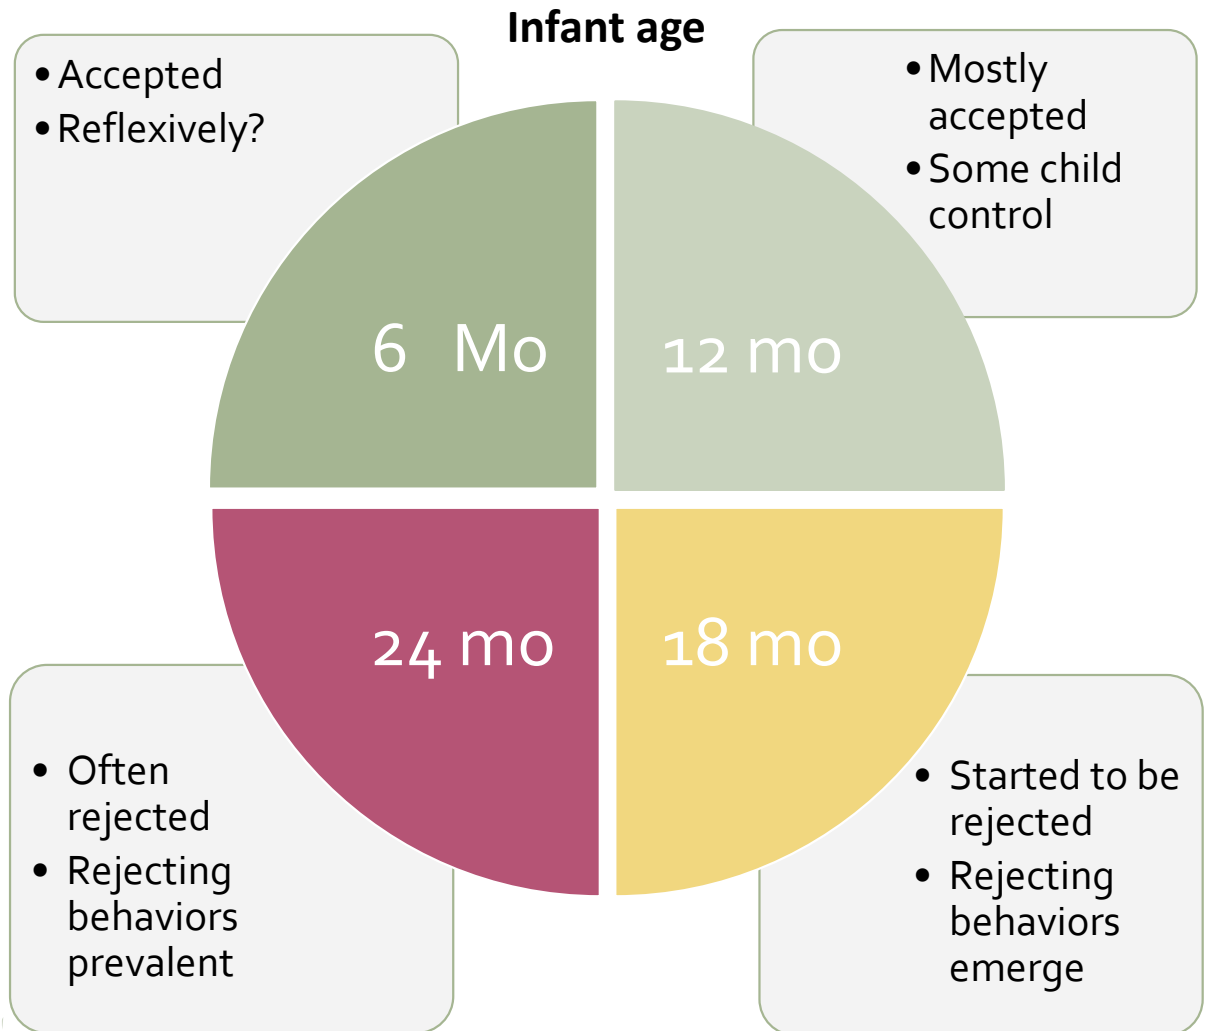 Infant age
• Accepted
• Reflexively?
• Mostly
accepted
• Some child
control
6 Mo
12 mo
24 mo
18 mo
• Often
rejected
• Rejecting
behaviors
prevalent
• Started to be
rejected
• Rejecting
behaviors
emerge